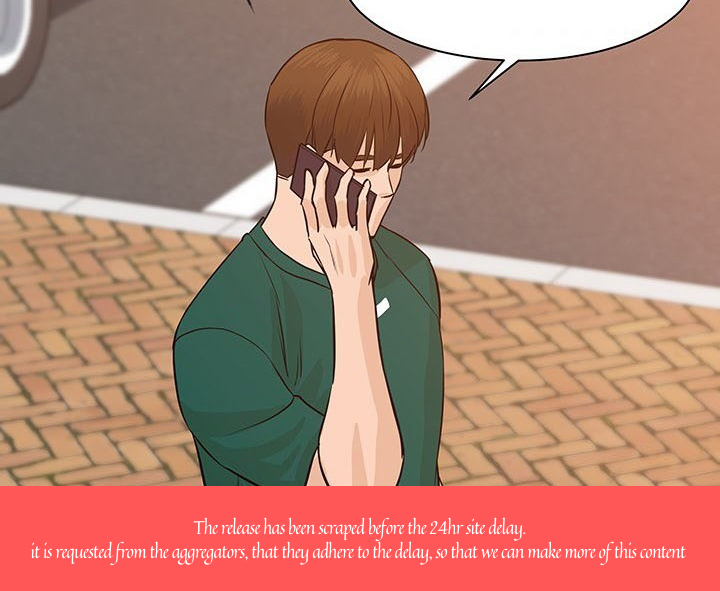 The release has been scraped before the 24hr site delay.
it is requested from the aggregators, that they adhere to the delay, so that we can make more of this content